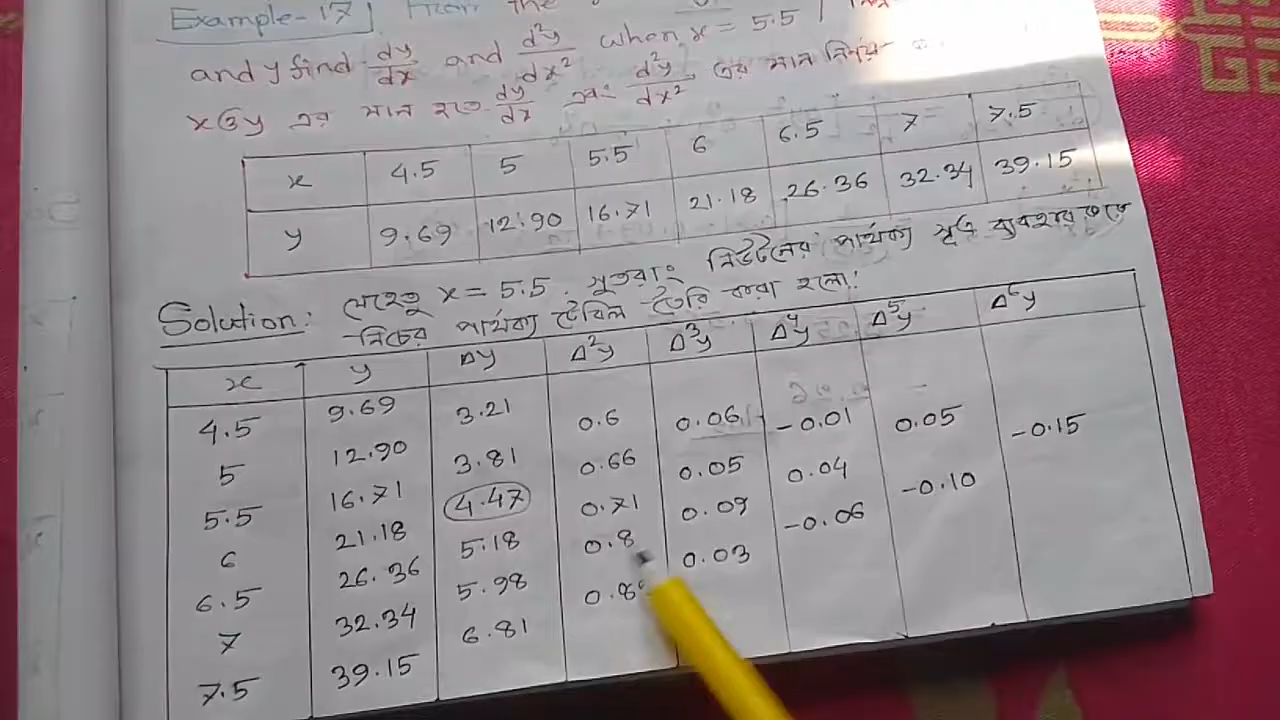 Example-17] From the
and y find dy/dx and d²y/dx² when x = 5.5 /
x ও y এর মান হতে dy/dx এবং d²y/dx² এর মান নির্ণয়
x 4.5 5 5.5 6 6.5 7 7.5
y 9.69 12.90 16.71 21.18 26.36 32.34 39.15
Solution: যেহেতু x = 5.5 . সুতরাং নিউটনের পার্থক্য সূত্র ব্যবহার
নিচের পার্থক্য টেবিল তৈরি করা হলো!
x y Δy Δ²y Δ³y Δ⁴y Δ⁵y Δ⁶y
4.5 9.69 3.21 0.6 0.06 -0.01 0.05 -0.15
5 12.90 3.81 0.66 0.05 0.04 -0.10
5.5 16.71 4.47 0.71 0.09 -0.06
6 21.18 5.18 0.8 0.03
6.5 26.36 5.98
7 32.34 6.81
7.5 39.15